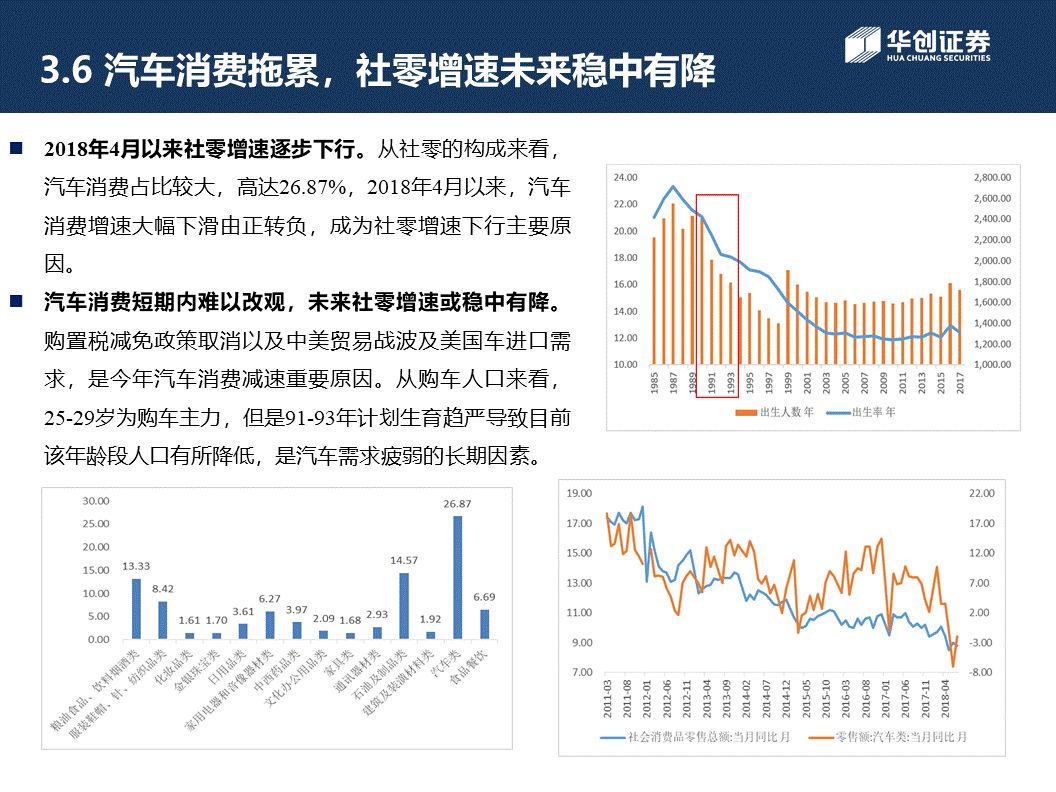 3.6 汽车消费拖累，社零增速未来稳中有降
华创证券
HUA CHUANG SECURITIES
2018年4月以来社零增速逐步下行。从社零的构成来看，
汽车消费占比较大，高达26.87%，2018年4月以来，汽车
消费增速大幅下滑由正转负，成为社零增速下行主要原
因。
汽车消费短期内难以改观，未来社零增速或稳中有降。
购置税减免政策取消以及中美贸易战波及美国车进口需
求，是今年汽车消费减速重要原因。从购车人口来看，
25-29岁为购车主力，但是91-93年计划生育趋严导致目前
该年龄段人口有所降低，是汽车需求疲弱的长期因素。
24.00
22.00
20.00
18.00
16.00
14.00
12.00
10.00
2,800.00
2,600.00
2,400.00
2,200.00
2,000.00
1,800.00
1,600.00
1,400.00
1,200.00
1,000.00
1985 1987 1989 1991 1993 1995 1997 1999 2001 2003 2005 2007 2009 2011 2013 2015 2017
出生人数 年 出生率 年
30.00
25.00
20.00
15.00
10.00
5.00
0.00
13.33 8.42 1.61 1.70 3.61 6.27 3.97 2.09 1.68 2.93 14.57 1.92 26.87 6.69
粮油食品、饮料烟酒类
服装鞋帽、针、纺织品类
化妆品类
金银珠宝类
日用品类
家用电器和音像器材类
中西药品类
文化办公用品类
家具类
通讯器材类
石油及制品类
建筑及装潢材料类
汽车类
食品餐饮
19.00
17.00
15.00
13.00
11.00
9.00
7.00
22.00
17.00
12.00
7.00
2.00
-3.00
-8.00
2011-03 2011-08 2012-01 2012-06 2012-11 2013-04 2013-09 2014-02 2014-07 2014-12 2015-05 2015-10 2016-03 2016-08 2017-01 2017-06 2017-11 2018-04
社会消费品零售总额:当月同比 月 零售额:汽车类:当月同比 月